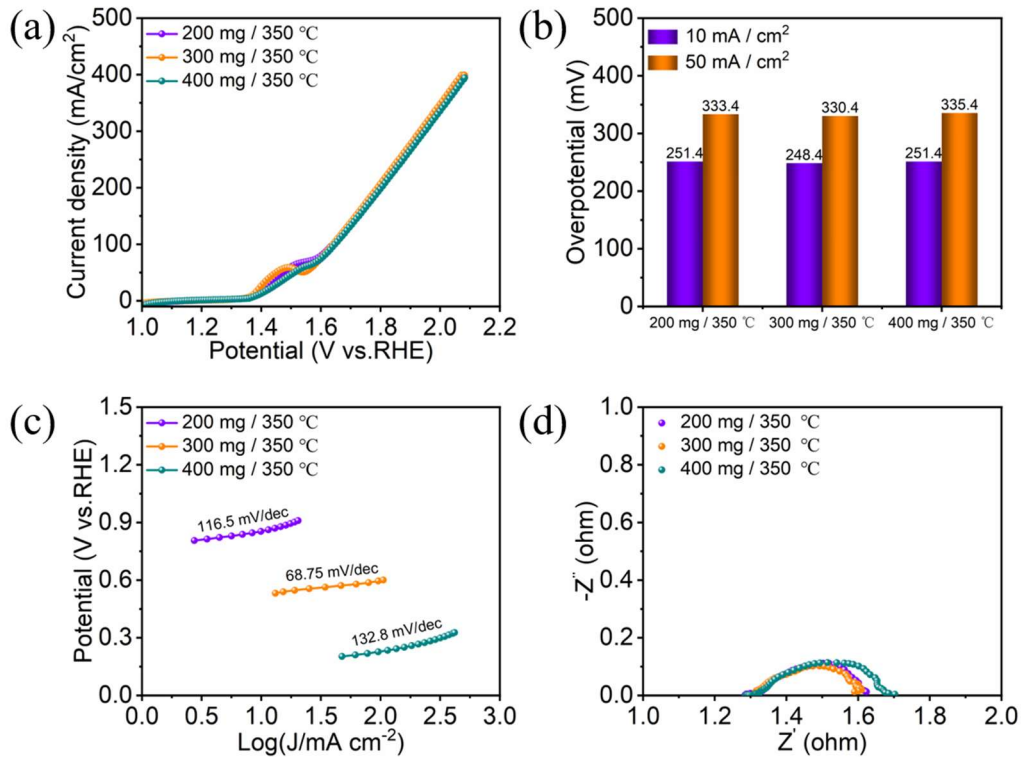 (a)
500
400
300
200
100
0
1.0 1.2 1.4 1.6 1.8 2.0 2.2
Current density (mA/cm²)
Potential (V vs.RHE)
200 mg / 350 ℃
300 mg / 350 ℃
400 mg / 350 ℃
(b)
500
400
300
200
100
0
Overpotential (mV)
10 mA / cm²
50 mA / cm²
251.4 333.4 248.4 330.4 251.4 335.4
200 mg / 350 ℃ 300 mg / 350 ℃ 400 mg / 350 ℃
(c)
1.5
1.2
0.9
0.6
0.3
0.0
0.0 0.5 1.0 1.5 2.0 2.5 3.0
Potential (V vs.RHE)
Log(J/mA cm⁻²)
200 mg / 350 ℃
300 mg / 350 ℃
400 mg / 350 ℃
116.5 mV/dec
68.75 mV/dec
132.8 mV/dec
(d)
1.0
0.8
0.6
0.4
0.2
0.0
1.0 1.2 1.4 1.6 1.8 2.0
-Z'' (ohm)
Z' (ohm)
200 mg / 350 ℃
300 mg / 350 ℃
400 mg / 350 ℃